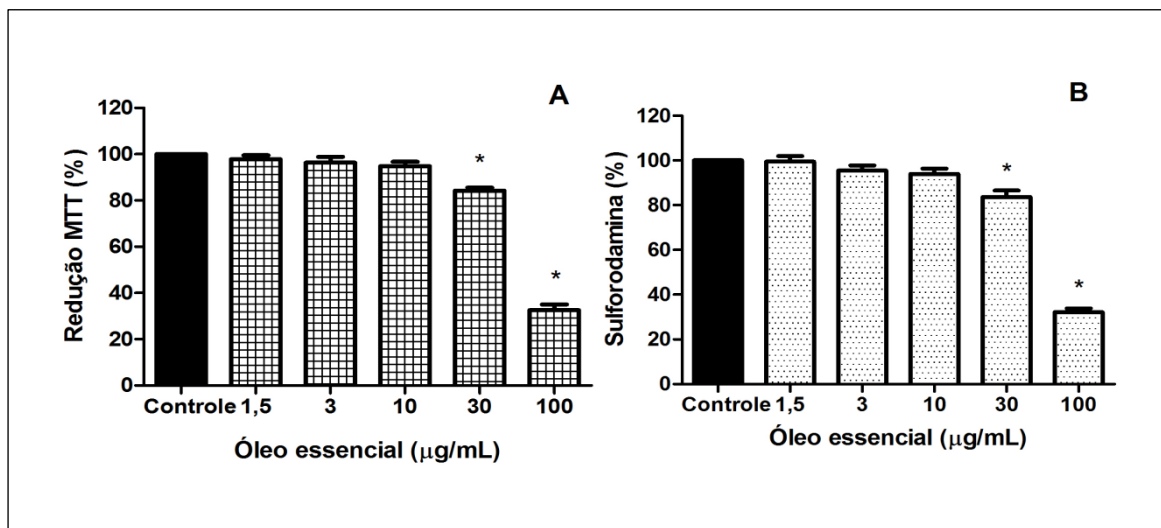 A
Redução MTT (%)
120
100
80
60
40
20
0
*
*
Controle 1,5 3 10 30 100
Óleo essencial (µg/mL)
B
Sulforodamina (%)
120
100
80
60
40
20
0
*
*
Controle 1,5 3 10 30 100
Óleo essencial (µg/mL)